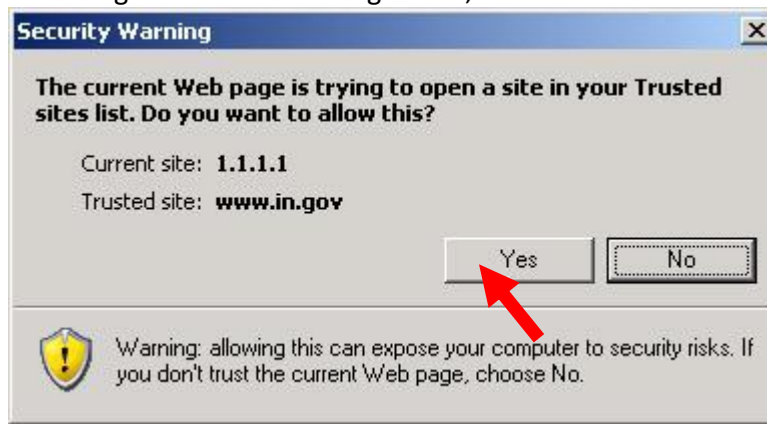 Security Warning
The current Web page is trying to open a site in your Trusted
sites list. Do you want to allow this?
Current site: 1.1.1.1
Trusted site: www.in.gov
Yes No
Warning: allowing this can expose your computer to security risks. If
you don't trust the current Web page, choose No.